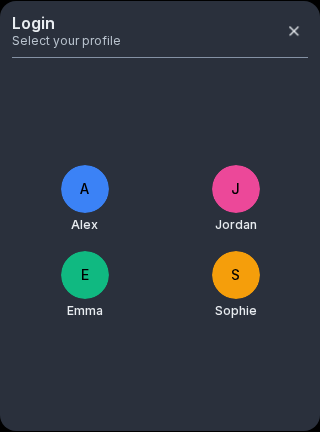 Login
Select your profile
A
Alex
J
Jordan
E
Emma
S
Sophie